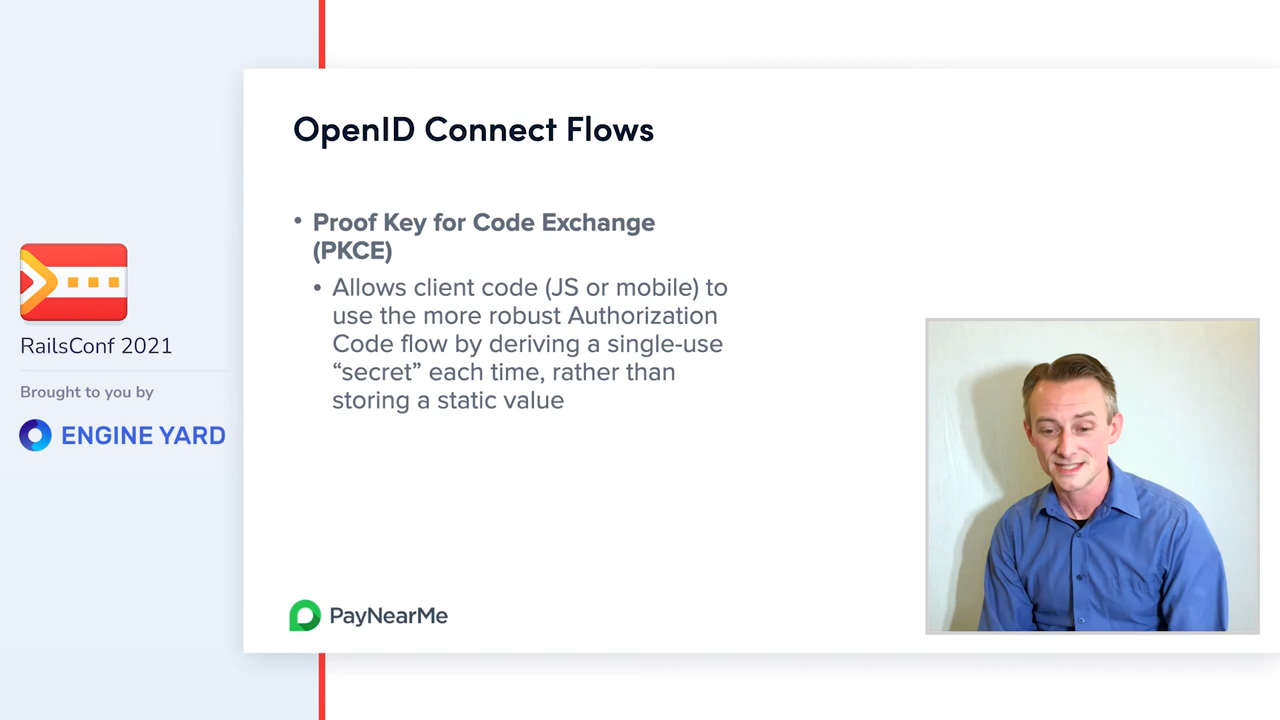 OpenID Connect Flows
• Proof Key for Code Exchange
(PKCE)
• Allows client code (JS or mobile) to
use the more robust Authorization
Code flow by deriving a single-use
“secret” each time, rather than
storing a static value
RailsConf 2021
Brought to you by
ENGINE YARD
PayNearMe